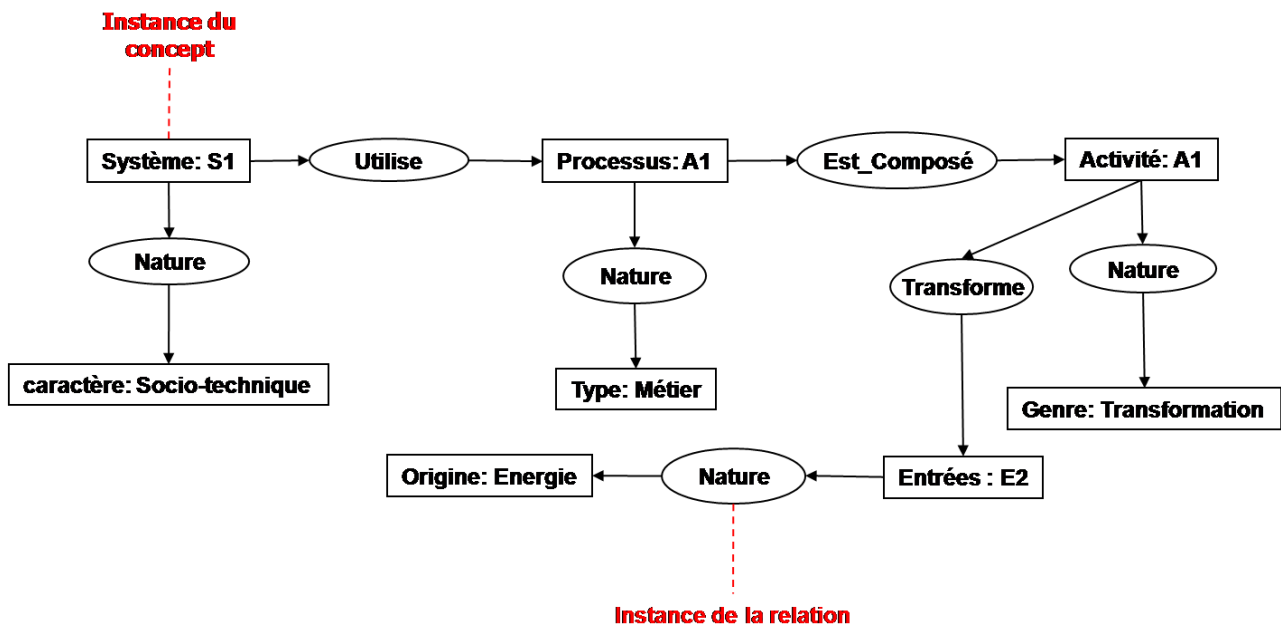 Instance du
concept
Système: S1
Utilise
Processus: A1
Est_Composé
Activité: A1
Nature
Nature
Transforme
Nature
caractère: Socio-technique
Type: Métier
Genre: Transformation
Origine: Energie
Nature
Entrées : E2
Instance de la relation